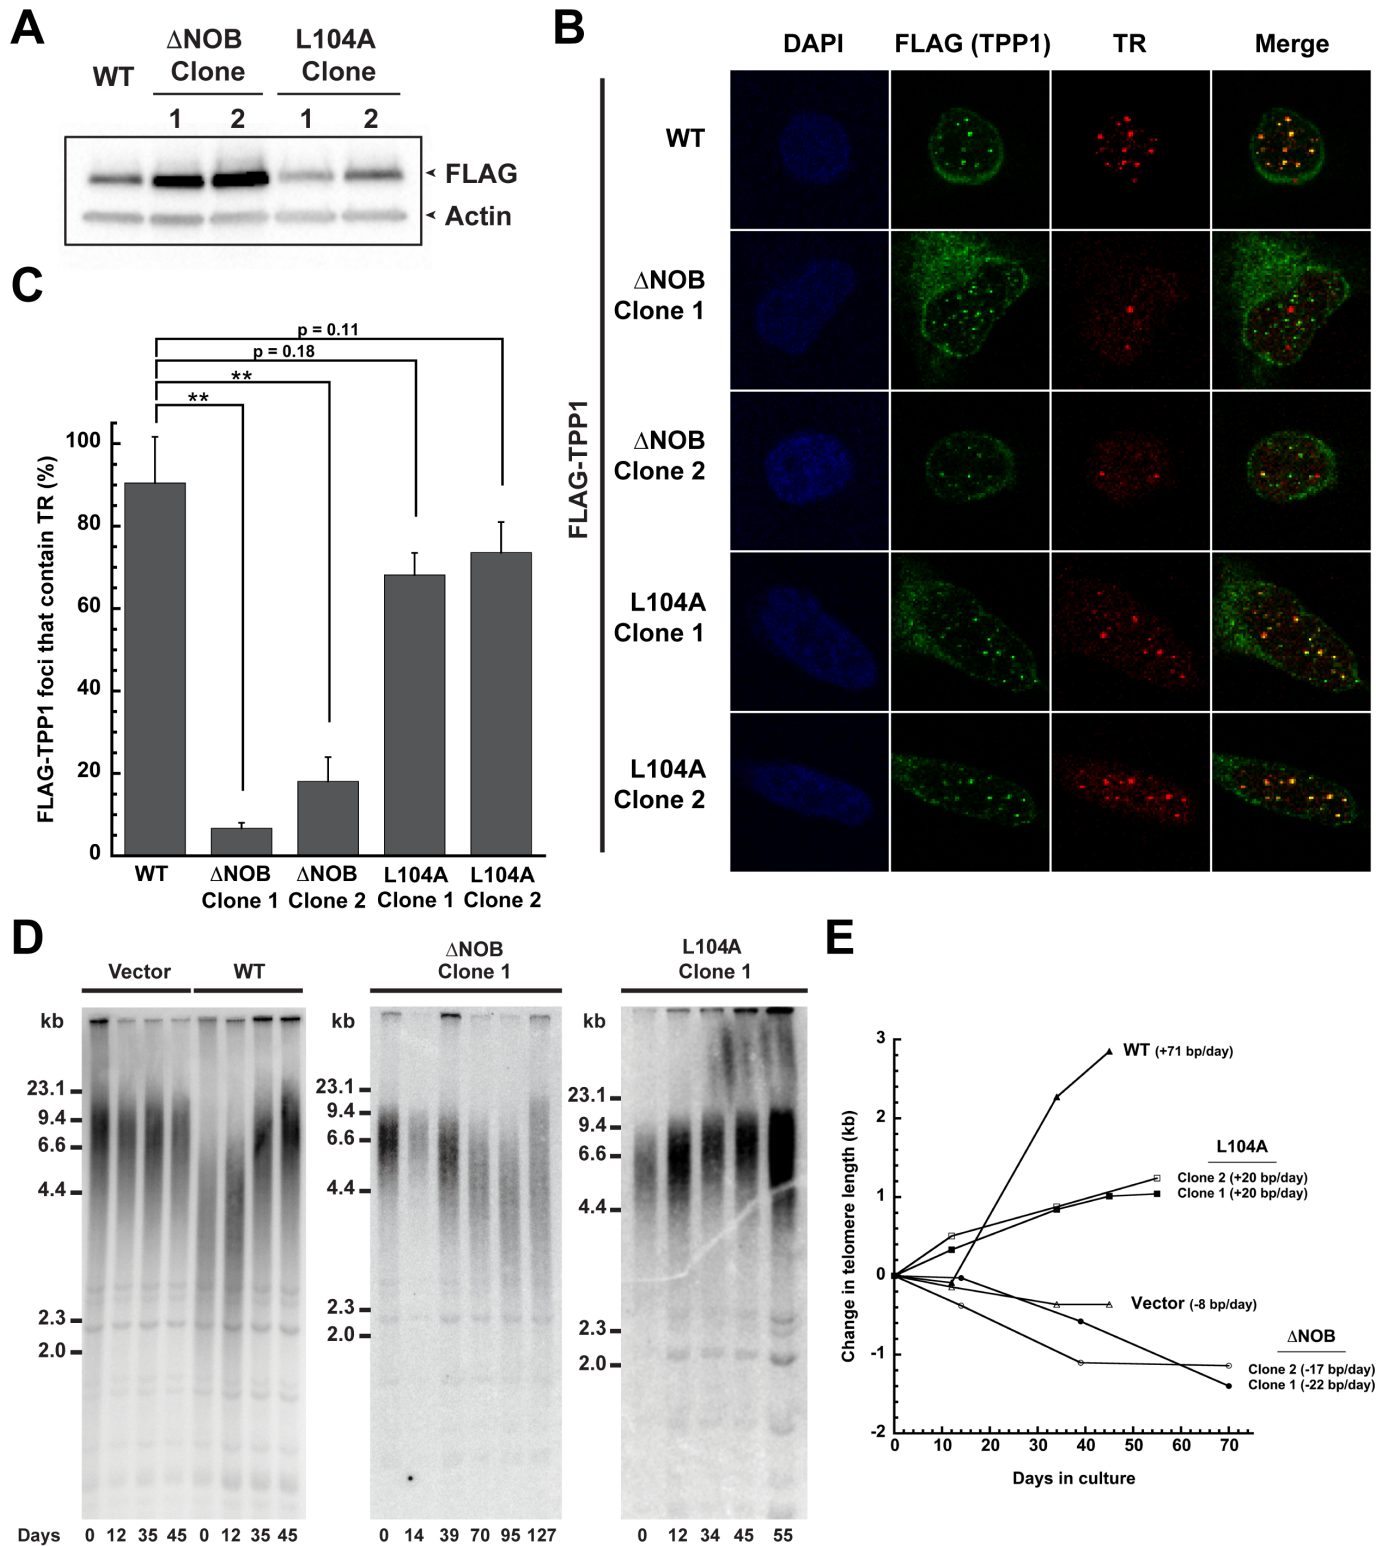 A
WT
ΔNOB
Clone
L104A
Clone
1
2
1
2
FLAG
Actin
B
DAPI
FLAG (TPP1)
TR
Merge
FLAG-TPP1
WT
ΔNOB
Clone 1
ΔNOB
Clone 2
L104A
Clone 1
L104A
Clone 2
C
p = 0.11
p = 0.18
**
**
FLAG-TPP1 foci that contain TR (%)
100
80
60
40
20
0
WT
ΔNOB
Clone 1
ΔNOB
Clone 2
L104A
Clone 1
L104A
Clone 2
D
Vector
WT
kb
23.1
9.4
6.6
4.4
2.3
2.0
Days
0 12 35 45 0 12 35 45
ΔNOB
Clone 1
kb
23.1
9.4
6.6
4.4
2.3
2.0
0 14 39 70 95 127
L104A
Clone 1
kb
23.1
9.4
6.6
4.4
2.3
2.0
0 12 34 45 55
E
Change in telomere length (kb)
3
2
1
0
-1
-2
WT (+71 bp/day)
L104A
Clone 2 (+20 bp/day)
Clone 1 (+20 bp/day)
Vector (-8 bp/day)
ΔNOB
Clone 2 (-17 bp/day)
Clone 1 (-22 bp/day)
0 10 20 30 40 50 60 70
Days in culture